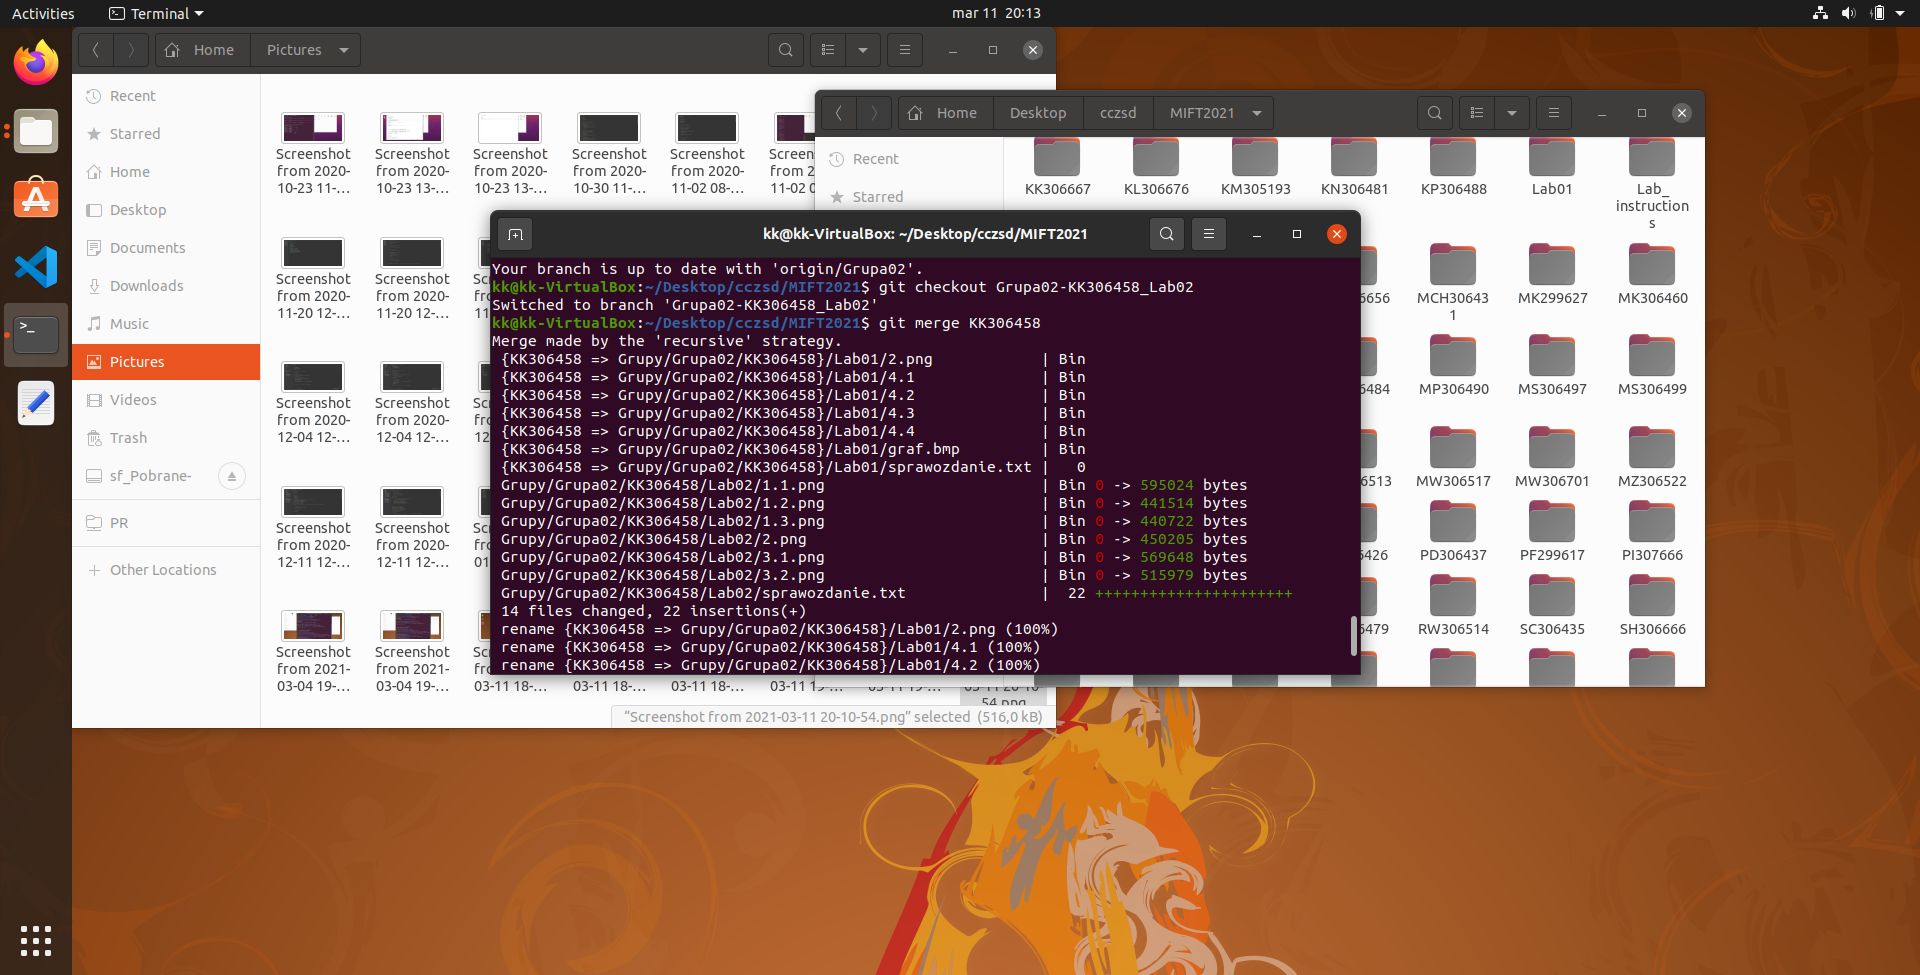 Activities
Terminal
mar 11 20:13
Home
Pictures
Recent
Starred
Home
Desktop
Documents
Downloads
Music
Pictures
Videos
Trash
sf_Pobrane-
PR
Other Locations
Screenshot from 2020-10-23 11-...
Screenshot from 2020-10-23 13-...
Screenshot from 2020-10-23 13-...
Screenshot from 2020-10-30 11-...
Screenshot from 2020-11-02 08-...
Screenshot from 2020-11-02 0
Screenshot from 2020-11-20 12-...
Screenshot from 2020-11-20 12-...
Screenshot from 2020-12-04 12-...
Screenshot from 2020-12-04 12-...
Screenshot from 2020-12-11 12-...
Screenshot from 2020-12-11 12-...
Screenshot from 2021-03-04 19-...
Screenshot from 2021-03-04 19-...
03-11 18-...
03-11 18-...
03-11 18-...
"Screenshot from 2021-03-11 20-10-54.png" selected (516,0 kB)
Home
Desktop
cczsd
MIFT2021
Recent
Starred
KK306667
KL306676
KM305193
KN306481
KP306488
Lab01
Lab_instructions
MCH306431
MK299627
MK306460
MP306490
MS306497
MS306499
MW306517
MW306701
MZ306522
PD306437
PF299617
PI307666
RW306514
SC306435
SH306666
kk@kk-VirtualBox: ~/Desktop/cczsd/MIFT2021
Your branch is up to date with 'origin/Grupa02'.
kk@kk-VirtualBox:~/Desktop/cczsd/MIFT2021$ git checkout Grupa02-KK306458_Lab02
Switched to branch 'Grupa02-KK306458_Lab02'
kk@kk-VirtualBox:~/Desktop/cczsd/MIFT2021$ git merge KK306458
Merge made by the 'recursive' strategy.
{KK306458 => Grupy/Grupa02/KK306458}/Lab01/2.png | Bin
{KK306458 => Grupy/Grupa02/KK306458}/Lab01/4.1 | Bin
{KK306458 => Grupy/Grupa02/KK306458}/Lab01/4.2 | Bin
{KK306458 => Grupy/Grupa02/KK306458}/Lab01/4.3 | Bin
{KK306458 => Grupy/Grupa02/KK306458}/Lab01/4.4 | Bin
{KK306458 => Grupy/Grupa02/KK306458}/Lab01/graf.bmp | Bin
{KK306458 => Grupy/Grupa02/KK306458}/Lab01/sprawozdanie.txt | 0
Grupy/Grupa02/KK306458/Lab02/1.1.png | Bin 0 -> 595024 bytes
Grupy/Grupa02/KK306458/Lab02/1.2.png | Bin 0 -> 441514 bytes
Grupy/Grupa02/KK306458/Lab02/1.3.png | Bin 0 -> 440722 bytes
Grupy/Grupa02/KK306458/Lab02/2.png | Bin 0 -> 450205 bytes
Grupy/Grupa02/KK306458/Lab02/3.1.png | Bin 0 -> 569648 bytes
Grupy/Grupa02/KK306458/Lab02/3.2.png | Bin 0 -> 515979 bytes
Grupy/Grupa02/KK306458/Lab02/sprawozdanie.txt | 22 ++++++++++++++++++++++
14 files changed, 22 insertions(+)
rename {KK306458 => Grupy/Grupa02/KK306458}/Lab01/2.png (100%)
rename {KK306458 => Grupy/Grupa02/KK306458}/Lab01/4.1 (100%)
rename {KK306458 => Grupy/Grupa02/KK306458}/Lab01/4.2 (100%)